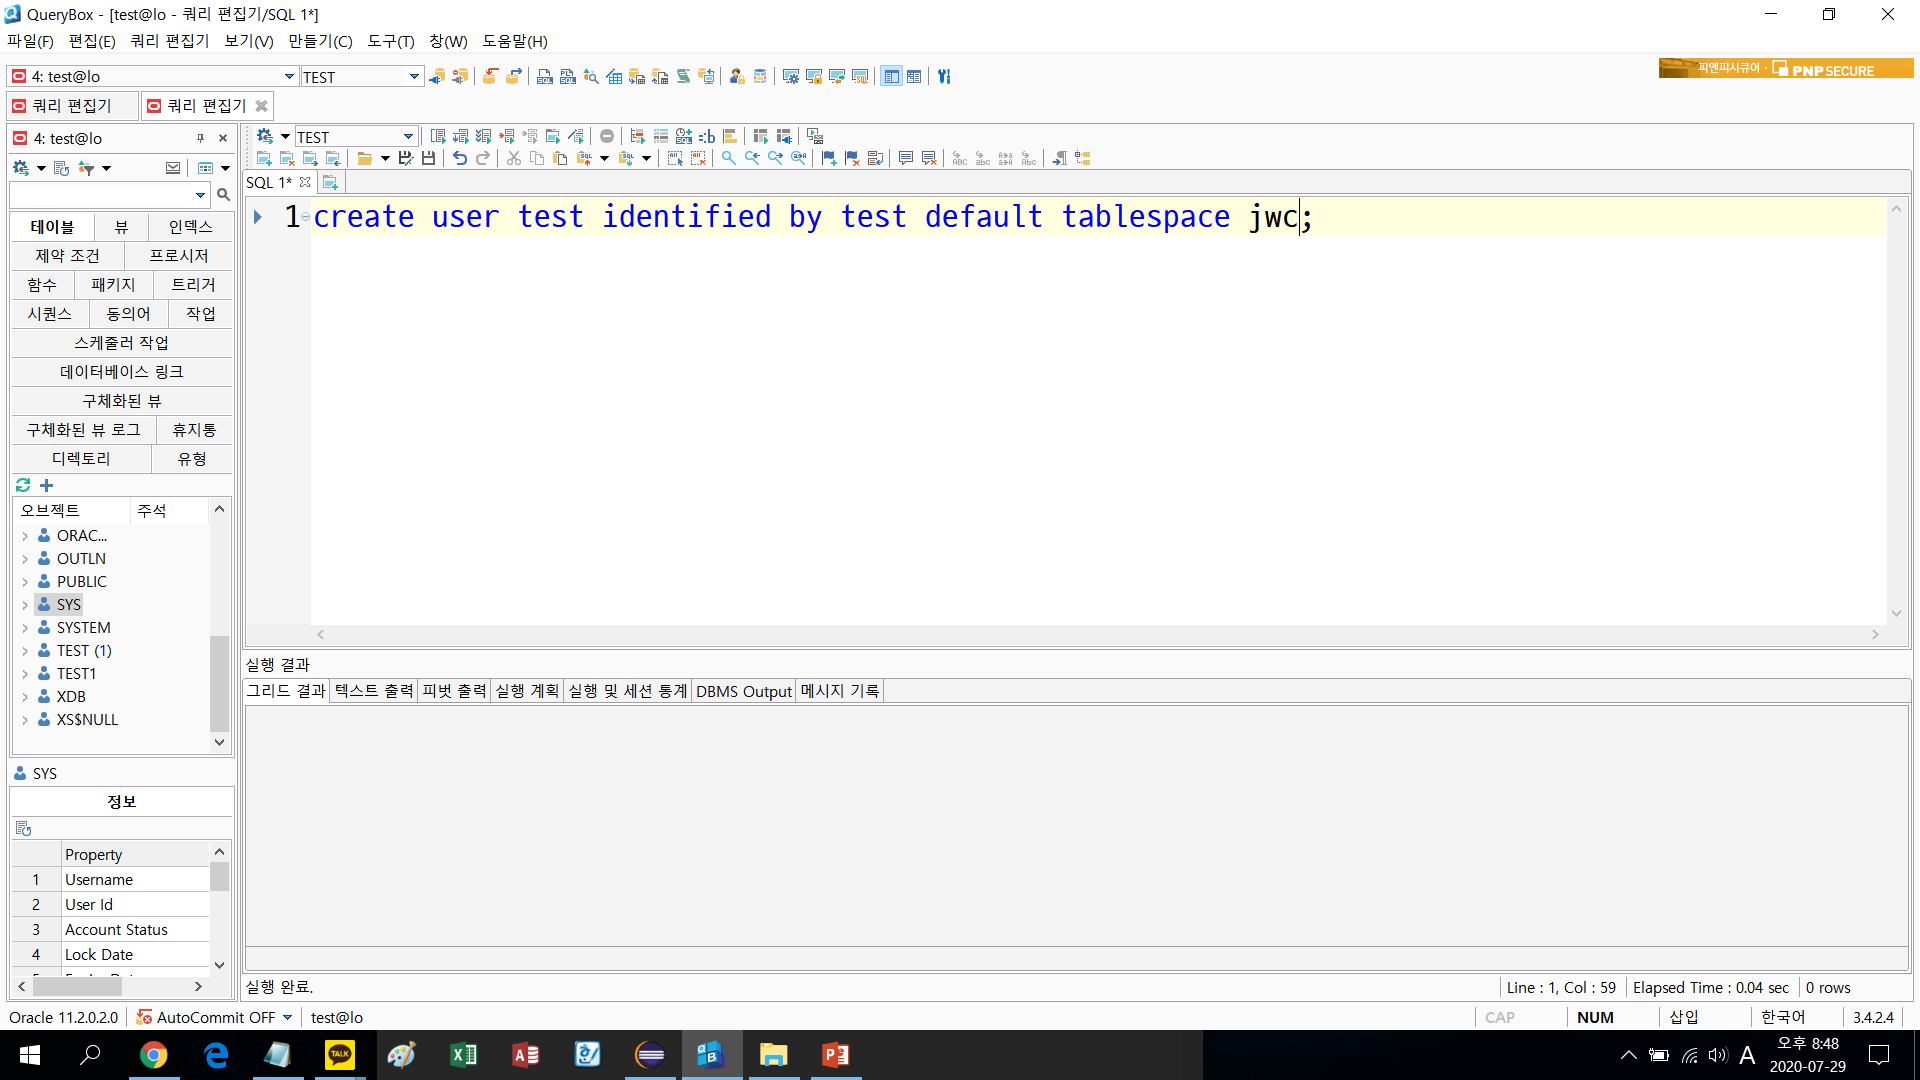 QueryBox - [test@lo - 쿼리 편집기/SQL 1*]
파일(F) 편집(E) 쿼리 편집기 보기(V) 만들기(C) 도구(T) 창(W) 도움말(H)
4: test@lo TEST
피앤피시큐어 · PNP SECURE
쿼리 편집기 쿼리 편집기
4: test@lo
TEST
SQL 1*
1 create user test identified by test default tablespace jwc;
테이블 뷰 인덱스
제약 조건 프로시저
함수 패키지 트리거
시퀀스 동의어 작업
스케줄러 작업
데이터베이스 링크
구체화된 뷰
구체화된 뷰 로그 휴지통
디렉토리 유형
오브젝트 주석
ORAC...
OUTLN
PUBLIC
SYS
SYSTEM
TEST (1)
TEST1
XDB
XS$NULL
SYS
정보
Property
1 Username
2 User Id
3 Account Status
4 Lock Date
실행 결과
그리드 결과 텍스트 출력 피벗 출력 실행 계획 실행 및 세션 통계 DBMS Output 메시지 기록
실행 완료. Line : 1, Col : 59 Elapsed Time : 0.04 sec 0 rows
Oracle 11.2.0.2.0 AutoCommit OFF test@lo CAP NUM 삽입 한국어 3.4.2.4
TALK
A 오후 8:48
2020-07-29